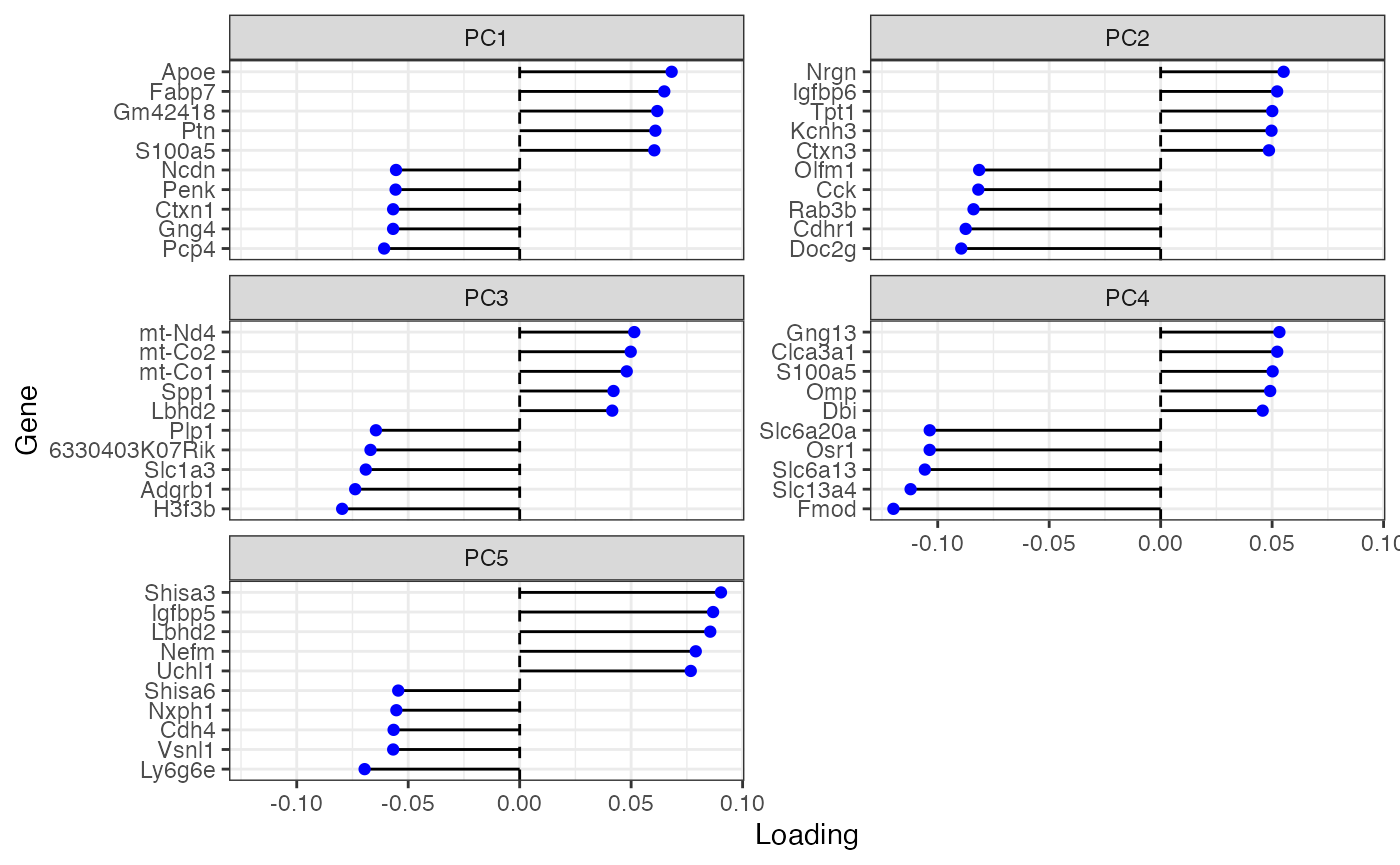 PC1
Apoe
Fabp7
Gm42418
Ptn
S100a5
Ncdn
Penk
Ctxn1
Gng4
Pcp4
PC2
Nrgn
Igfbp6
Tpt1
Kcnh3
Ctxn3
Olfm1
Cck
Rab3b
Cdhr1
Doc2g
PC3
mt-Nd4
mt-Co2
mt-Co1
Spp1
Lbhd2
Plp1
6330403K07Rik
Slc1a3
Adgrb1
H3f3b
PC4
Gng13
Clca3a1
S100a5
Omp
Dbi
Slc6a20a
Osr1
Slc6a13
Slc13a4
Fmod
-0.10 -0.05 0.00 0.05 0.10
PC5
Shisa3
Igfbp5
Lbhd2
Nefm
Uchl1
Shisa6
Nxph1
Cdh4
Vsnl1
Ly6g6e
-0.10 -0.05 0.00 0.05 0.10
Gene
Loading